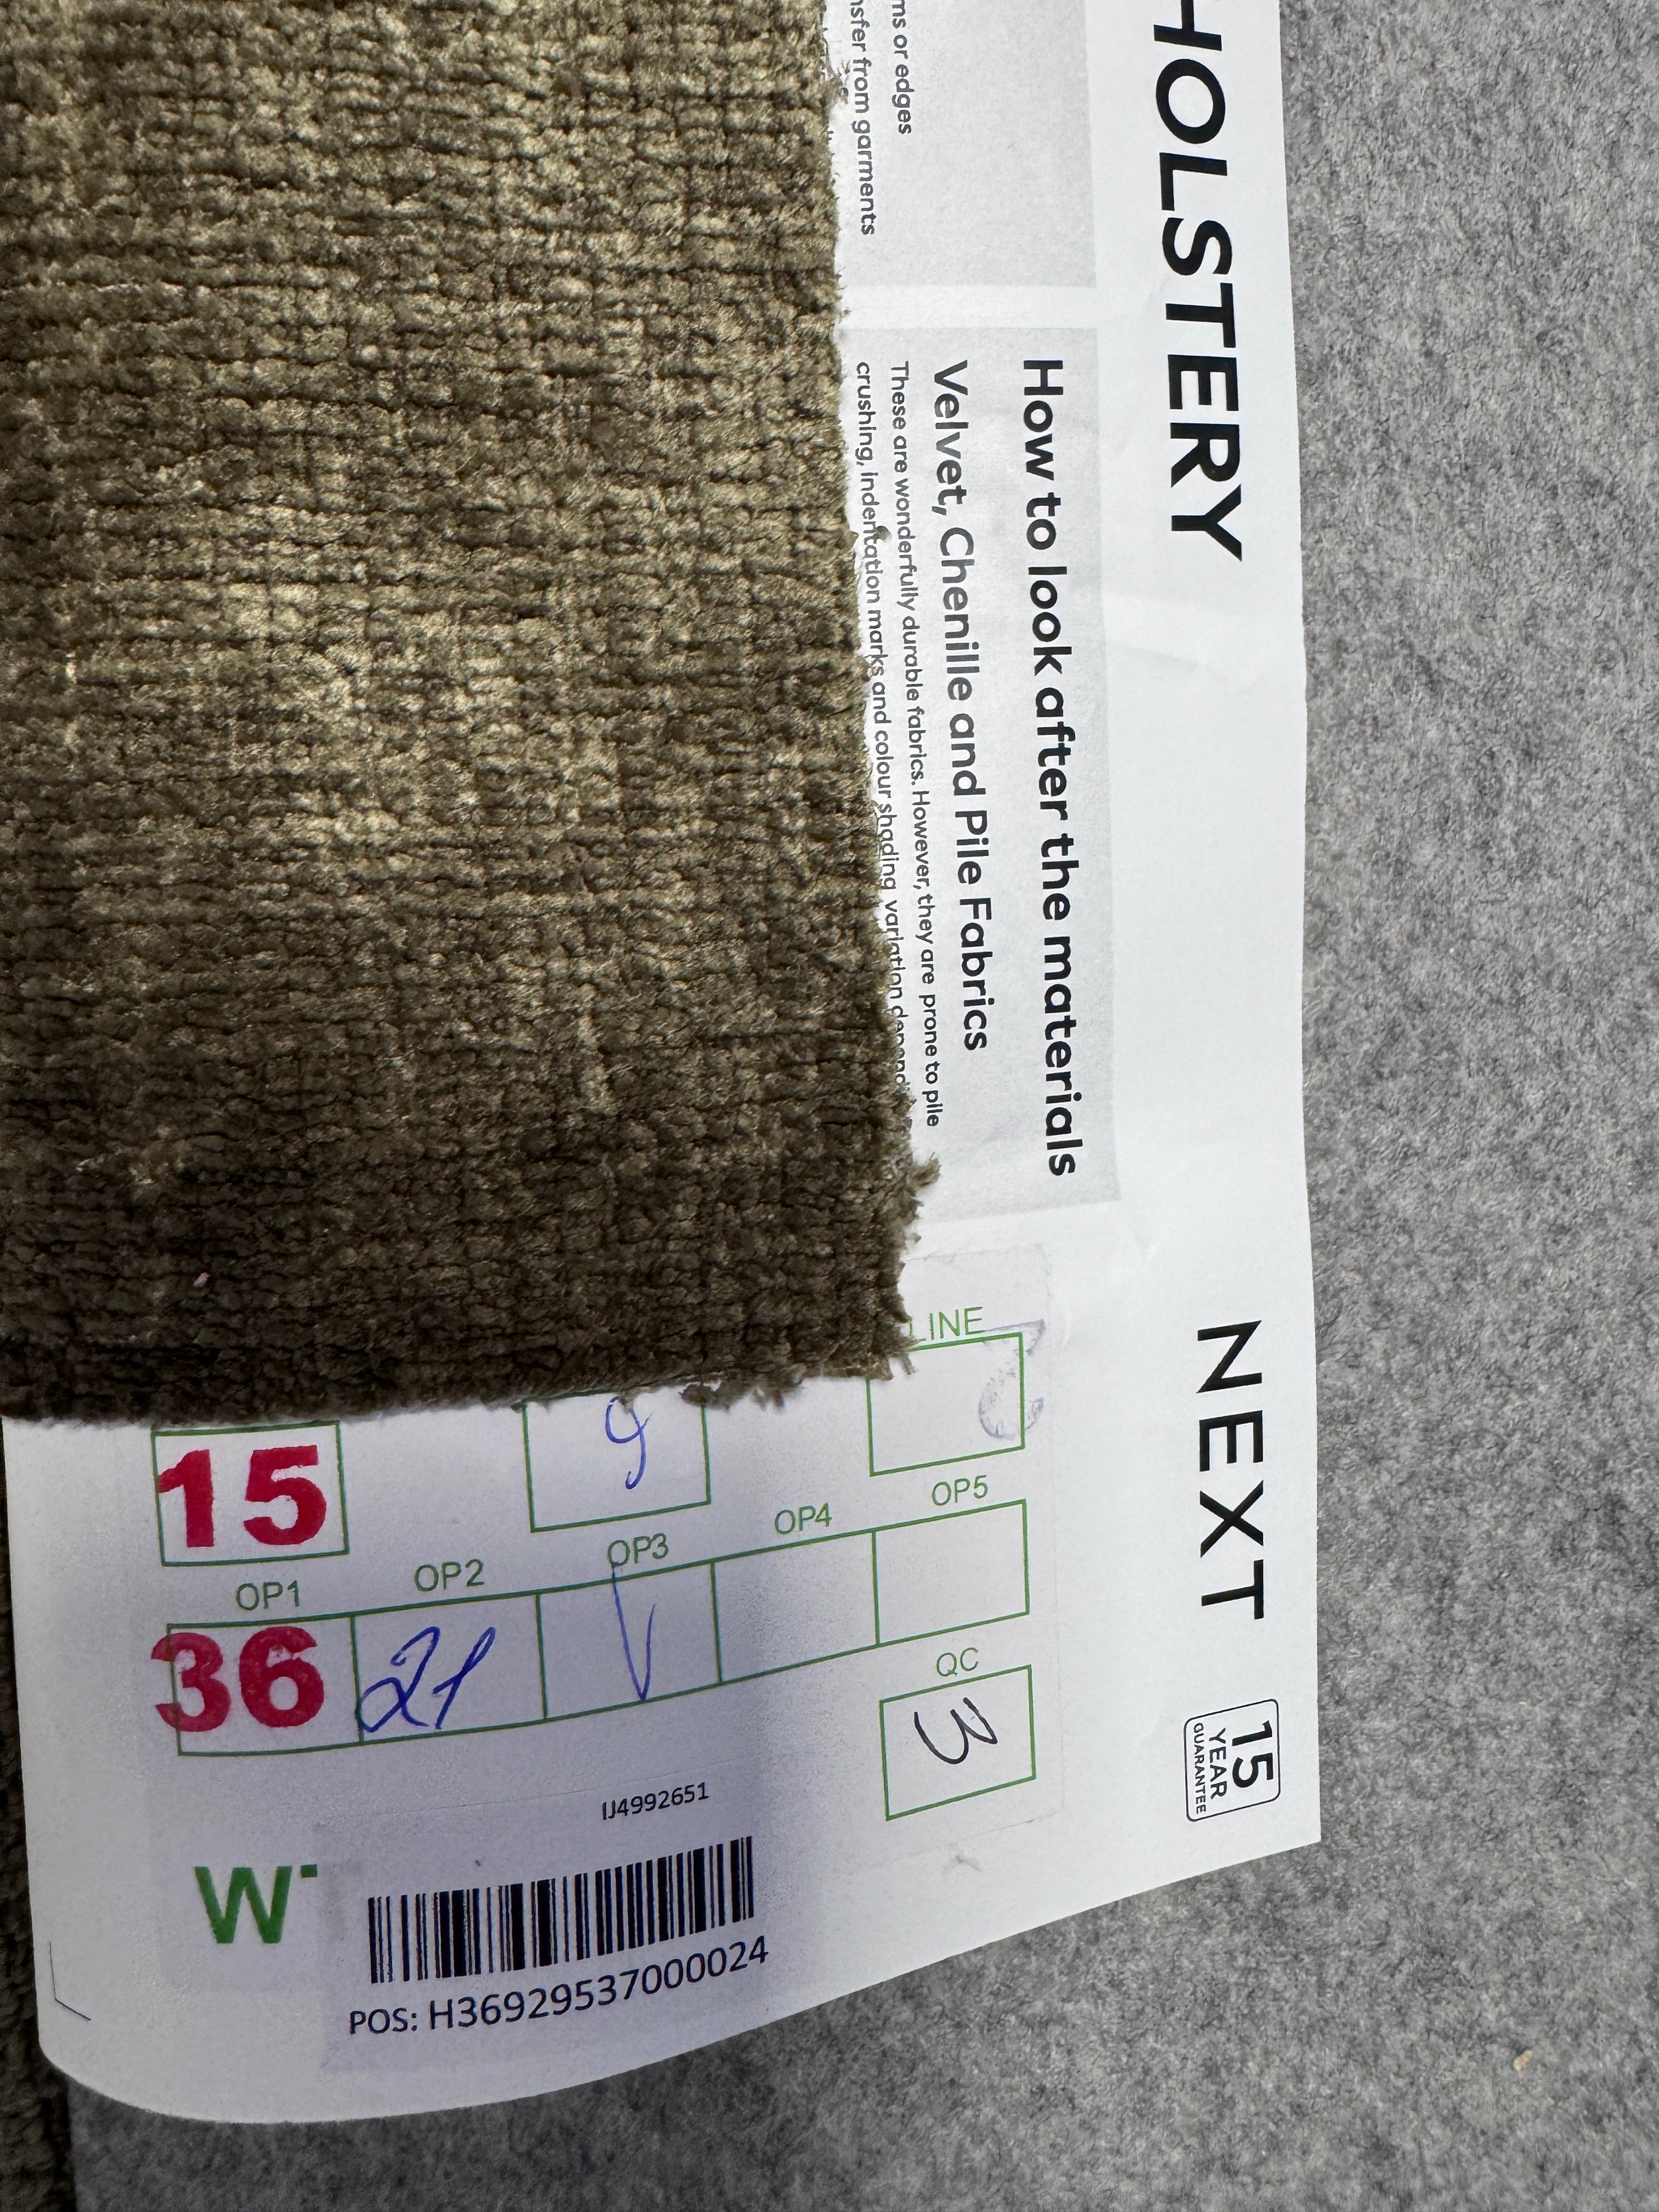 HOLSTERY
NEXT
15
YEAR
GUARANTEE
ms or edges
nsfer from garments
How to look after the materials
Velvet, Chenille and Pile Fabrics
These are wonderfully durable fabrics. However, they are prone to pile
crushing, indentation marks and colour shading variation
LINE
15
9
OP1 OP2 OP3 OP4 OP5
36 21
QC
3
IJ4992651
W
POS: H36929537000024